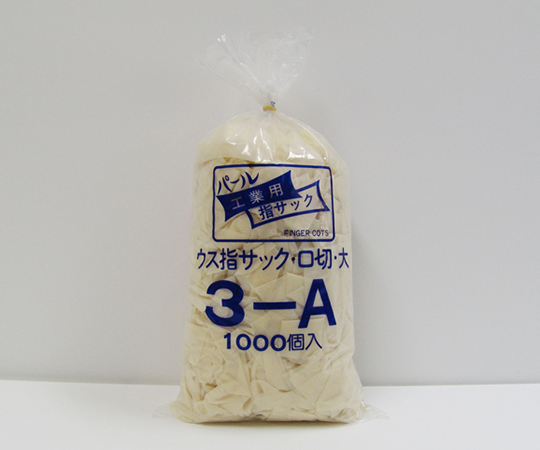 パール
工業用
指サック
FINGER COTS
ウス指サック・口切・大
3-A
1000個入